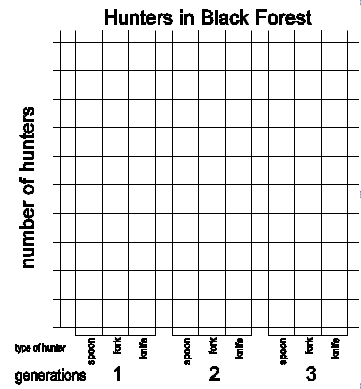 Hunters in Black Forest
number of hunters
type of hunter spoon fork knife spoon fork knife spoon fork knife
generations 1 2 3